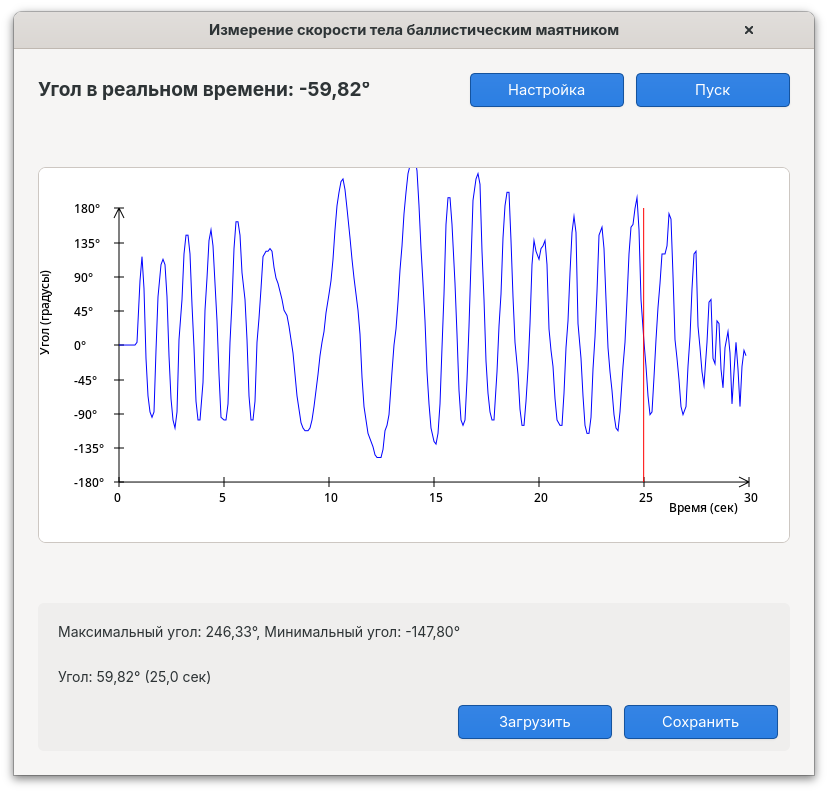 Измерение скорости тела баллистическим маятником
×
Угол в реальном времени: -59,82°
Настройка
Пуск
180°
135°
90°
45°
0°
-45°
-90°
-135°
-180°
Угол (градусы)
0 5 10 15 20 25 30
Время (сек)
Максимальный угол: 246,33°, Минимальный угол: -147,80°
Угол: 59,82° (25,0 сек)
Загрузить
Сохранить